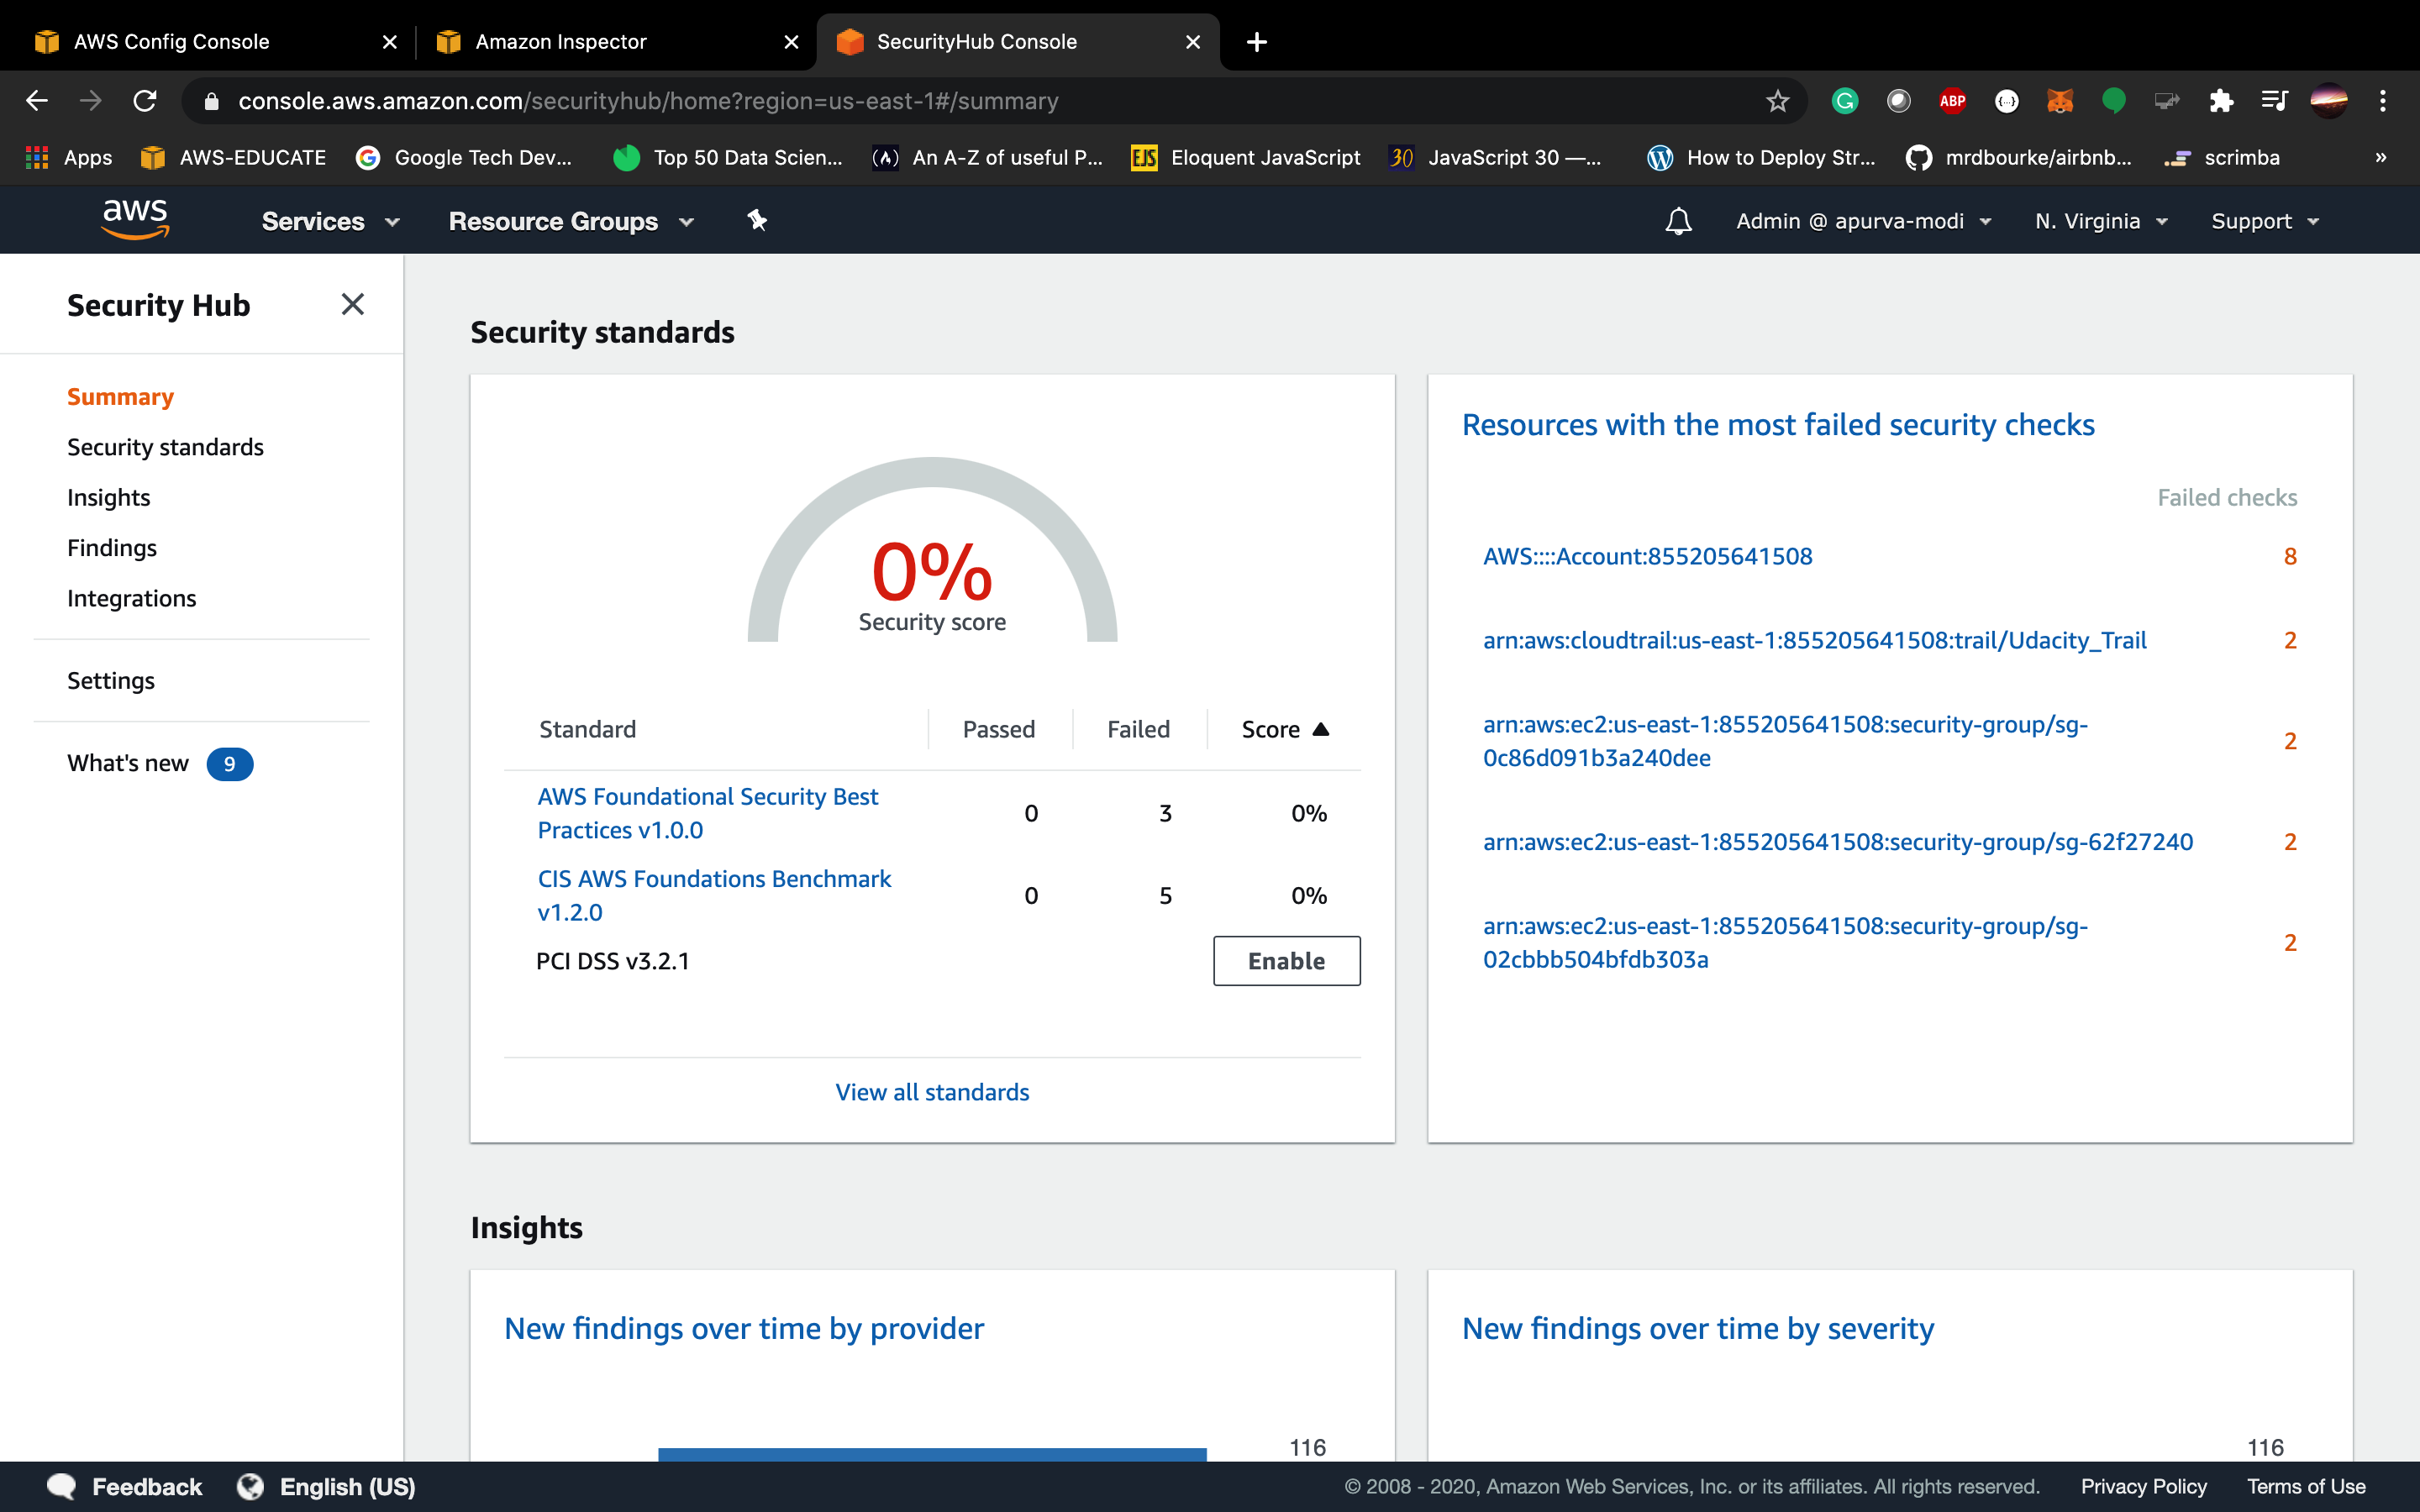 AWS Config Console
Amazon Inspector
SecurityHub Console
console.aws.amazon.com/securityhub/home?region=us-east-1#/summary
ABP
Apps
AWS-EDUCATE
Google Tech Dev...
Top 50 Data Scien...
An A-Z of useful P...
EJS
Eloquent JavaScript
30
JavaScript 30 —...
How to Deploy Str...
mrdbourke/airbnb...
scrimba
»
aws
Services
Resource Groups
Admin @ apurva-modi
N. Virginia
Support
Security Hub
Summary
Security standards
Insights
Findings
Integrations
Settings
What's new 9
Security standards
0%
Security score
Standard Passed Failed Score
AWS Foundational Security Best
Practices v1.0.0
0 3 0%
CIS AWS Foundations Benchmark
v1.2.0
0 5 0%
PCI DSS v3.2.1
Enable
View all standards
Resources with the most failed security checks
Failed checks
AWS::::Account:855205641508 8
arn:aws:cloudtrail:us-east-1:855205641508:trail/Udacity_Trail 2
arn:aws:ec2:us-east-1:855205641508:security-group/sg-
0c86d091b3a240dee
2
arn:aws:ec2:us-east-1:855205641508:security-group/sg-62f27240 2
arn:aws:ec2:us-east-1:855205641508:security-group/sg-
02cbbb504bfdb303a
2
Insights
New findings over time by provider
116
New findings over time by severity
116
Feedback
English (US)
© 2008 - 2020, Amazon Web Services, Inc. or its affiliates. All rights reserved.
Privacy Policy
Terms of Use